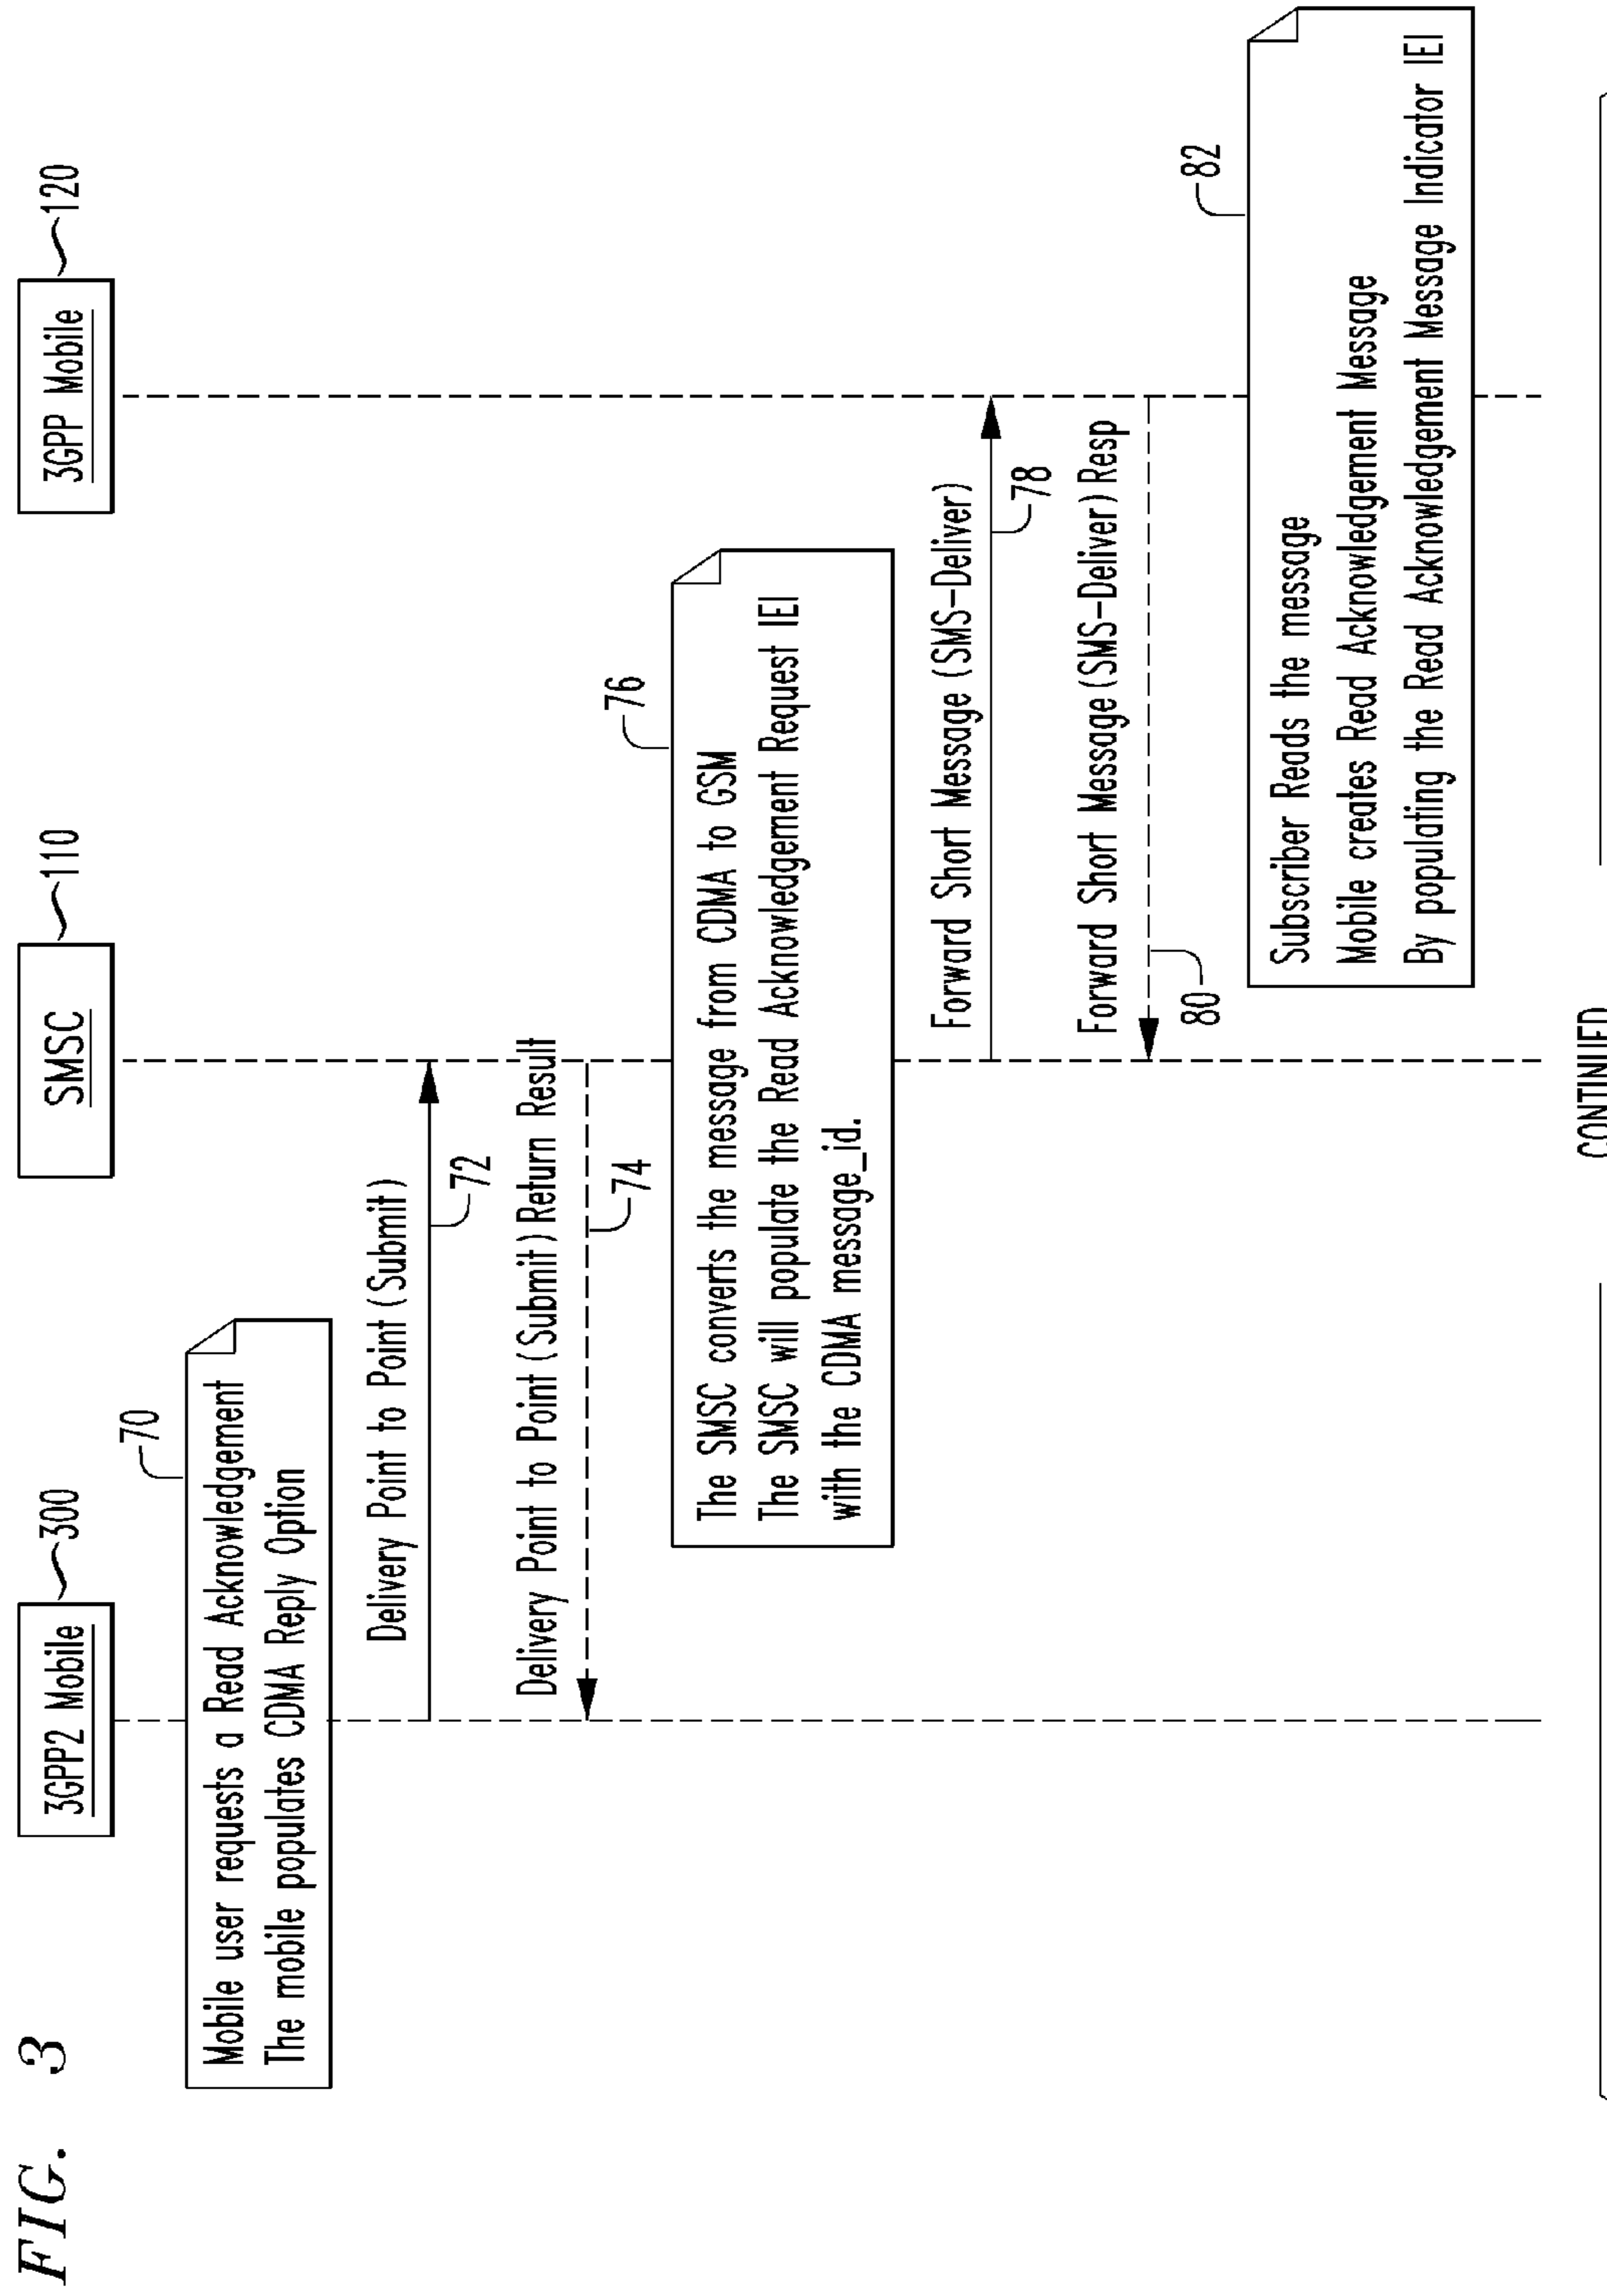 FIG. 3
3GPP2 Mobile
300
SMSC
110
3GPP Mobile
120
70
Mobile user requests a Read Acknowledgement
The mobile populates CDMA Reply Option
Delivery Point to Point (Submit)
72
Delivery Point to Point (Submit) Return Result
74
76
The SMSC converts the message from CDMA to GSM
The SMSC will populate the Read Acknowledgement Request IEI
with the CDMA message_id.
Forward Short Message (SMS-Deliver)
78
Forward Short Message (SMS-Deliver) Resp
80
82
Subscriber Reads the message
Mobile creates Read Acknowledgement Message
By populating the Read Acknowledgement Message Indicator IEI
CONTINUED